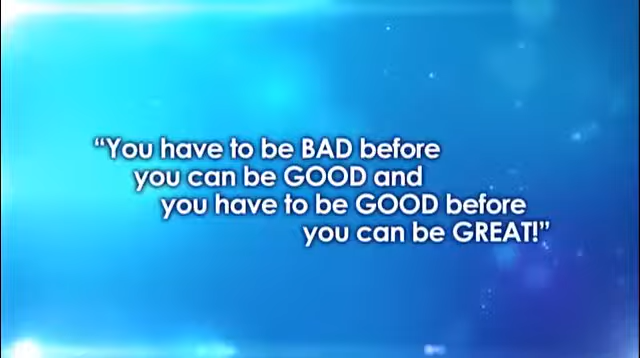 “You have to be BAD before
you can be GOOD and
you have to be GOOD before
you can be GREAT!”